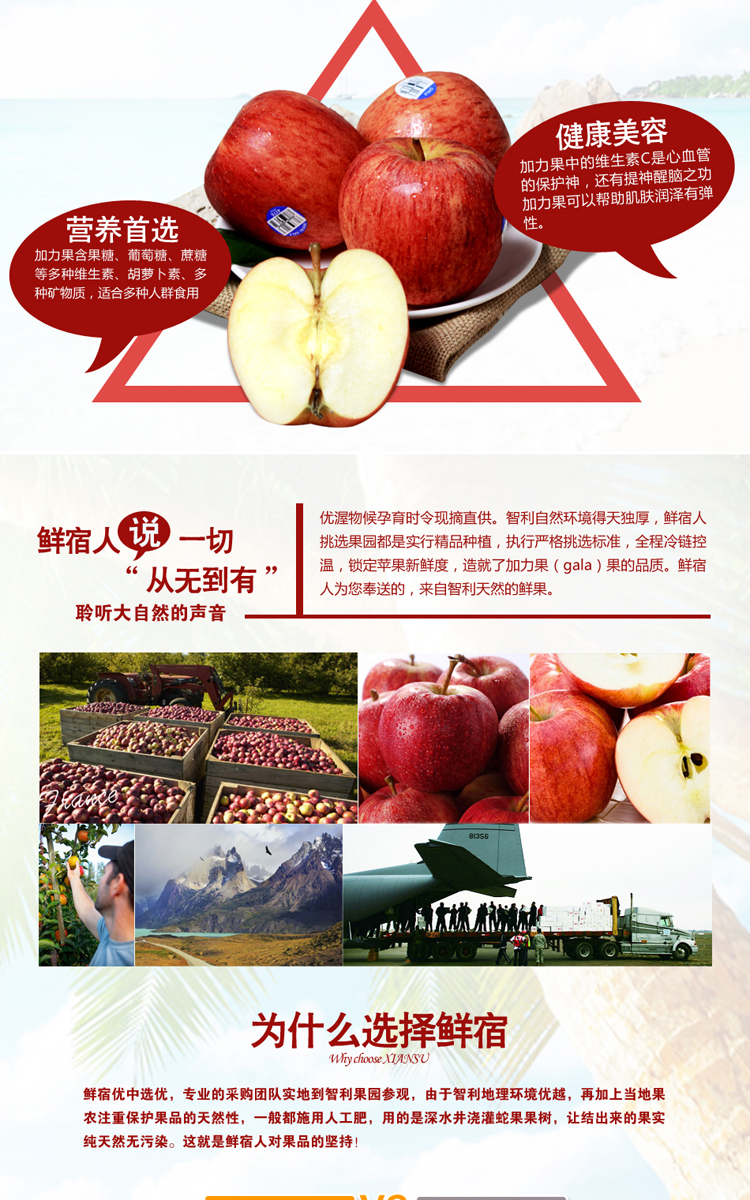 健康美容
加力果中的维生素C是心血管
的保护神，还有提神醒脑之功
加力果可以帮助肌肤润泽有弹
性。
营养首选
加力果含果糖、葡萄糖、蔗糖
等多种维生素、胡萝卜素、多
种矿物质，适合多种人群食用
鲜宿人说一切
“从无到有”
聆听大自然的声音
优渥物候孕育时令现摘直供。智利自然环境得天独厚，鲜宿人
挑选果园都是实行精品种植，执行严格挑选标准，全程冷链控
温，锁定苹果新鲜度，造就了加力果（gala）果的品质。鲜宿
人为您奉送的，来自智利天然的鲜果。
France
81356
为什么选择鲜宿
Why choose XIANSU
鲜宿优中选优，专业的采购团队实地到智利果园参观，由于智利地理环境优越，再加上当地果
农注重保护果品的天然性，一般都施用人工肥，用的是深水井浇灌蛇果果树，让结出来的果实
纯天然无污染。这就是鲜宿人对果品的坚持！